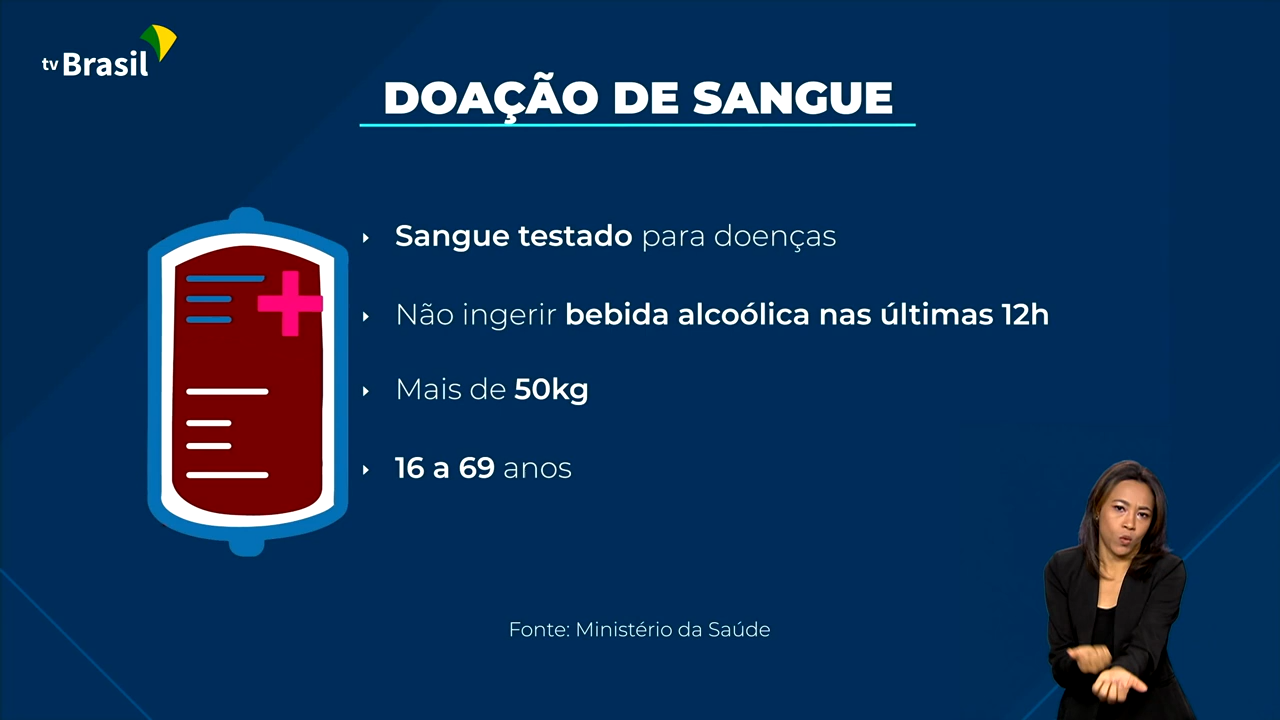 tv Brasil
DOAÇÃO DE SANGUE
Sangue testado para doenças
Não ingerir bebida alcoólica nas últimas 12h
Mais de 50kg
16 a 69 anos
Fonte: Ministério da Saúde